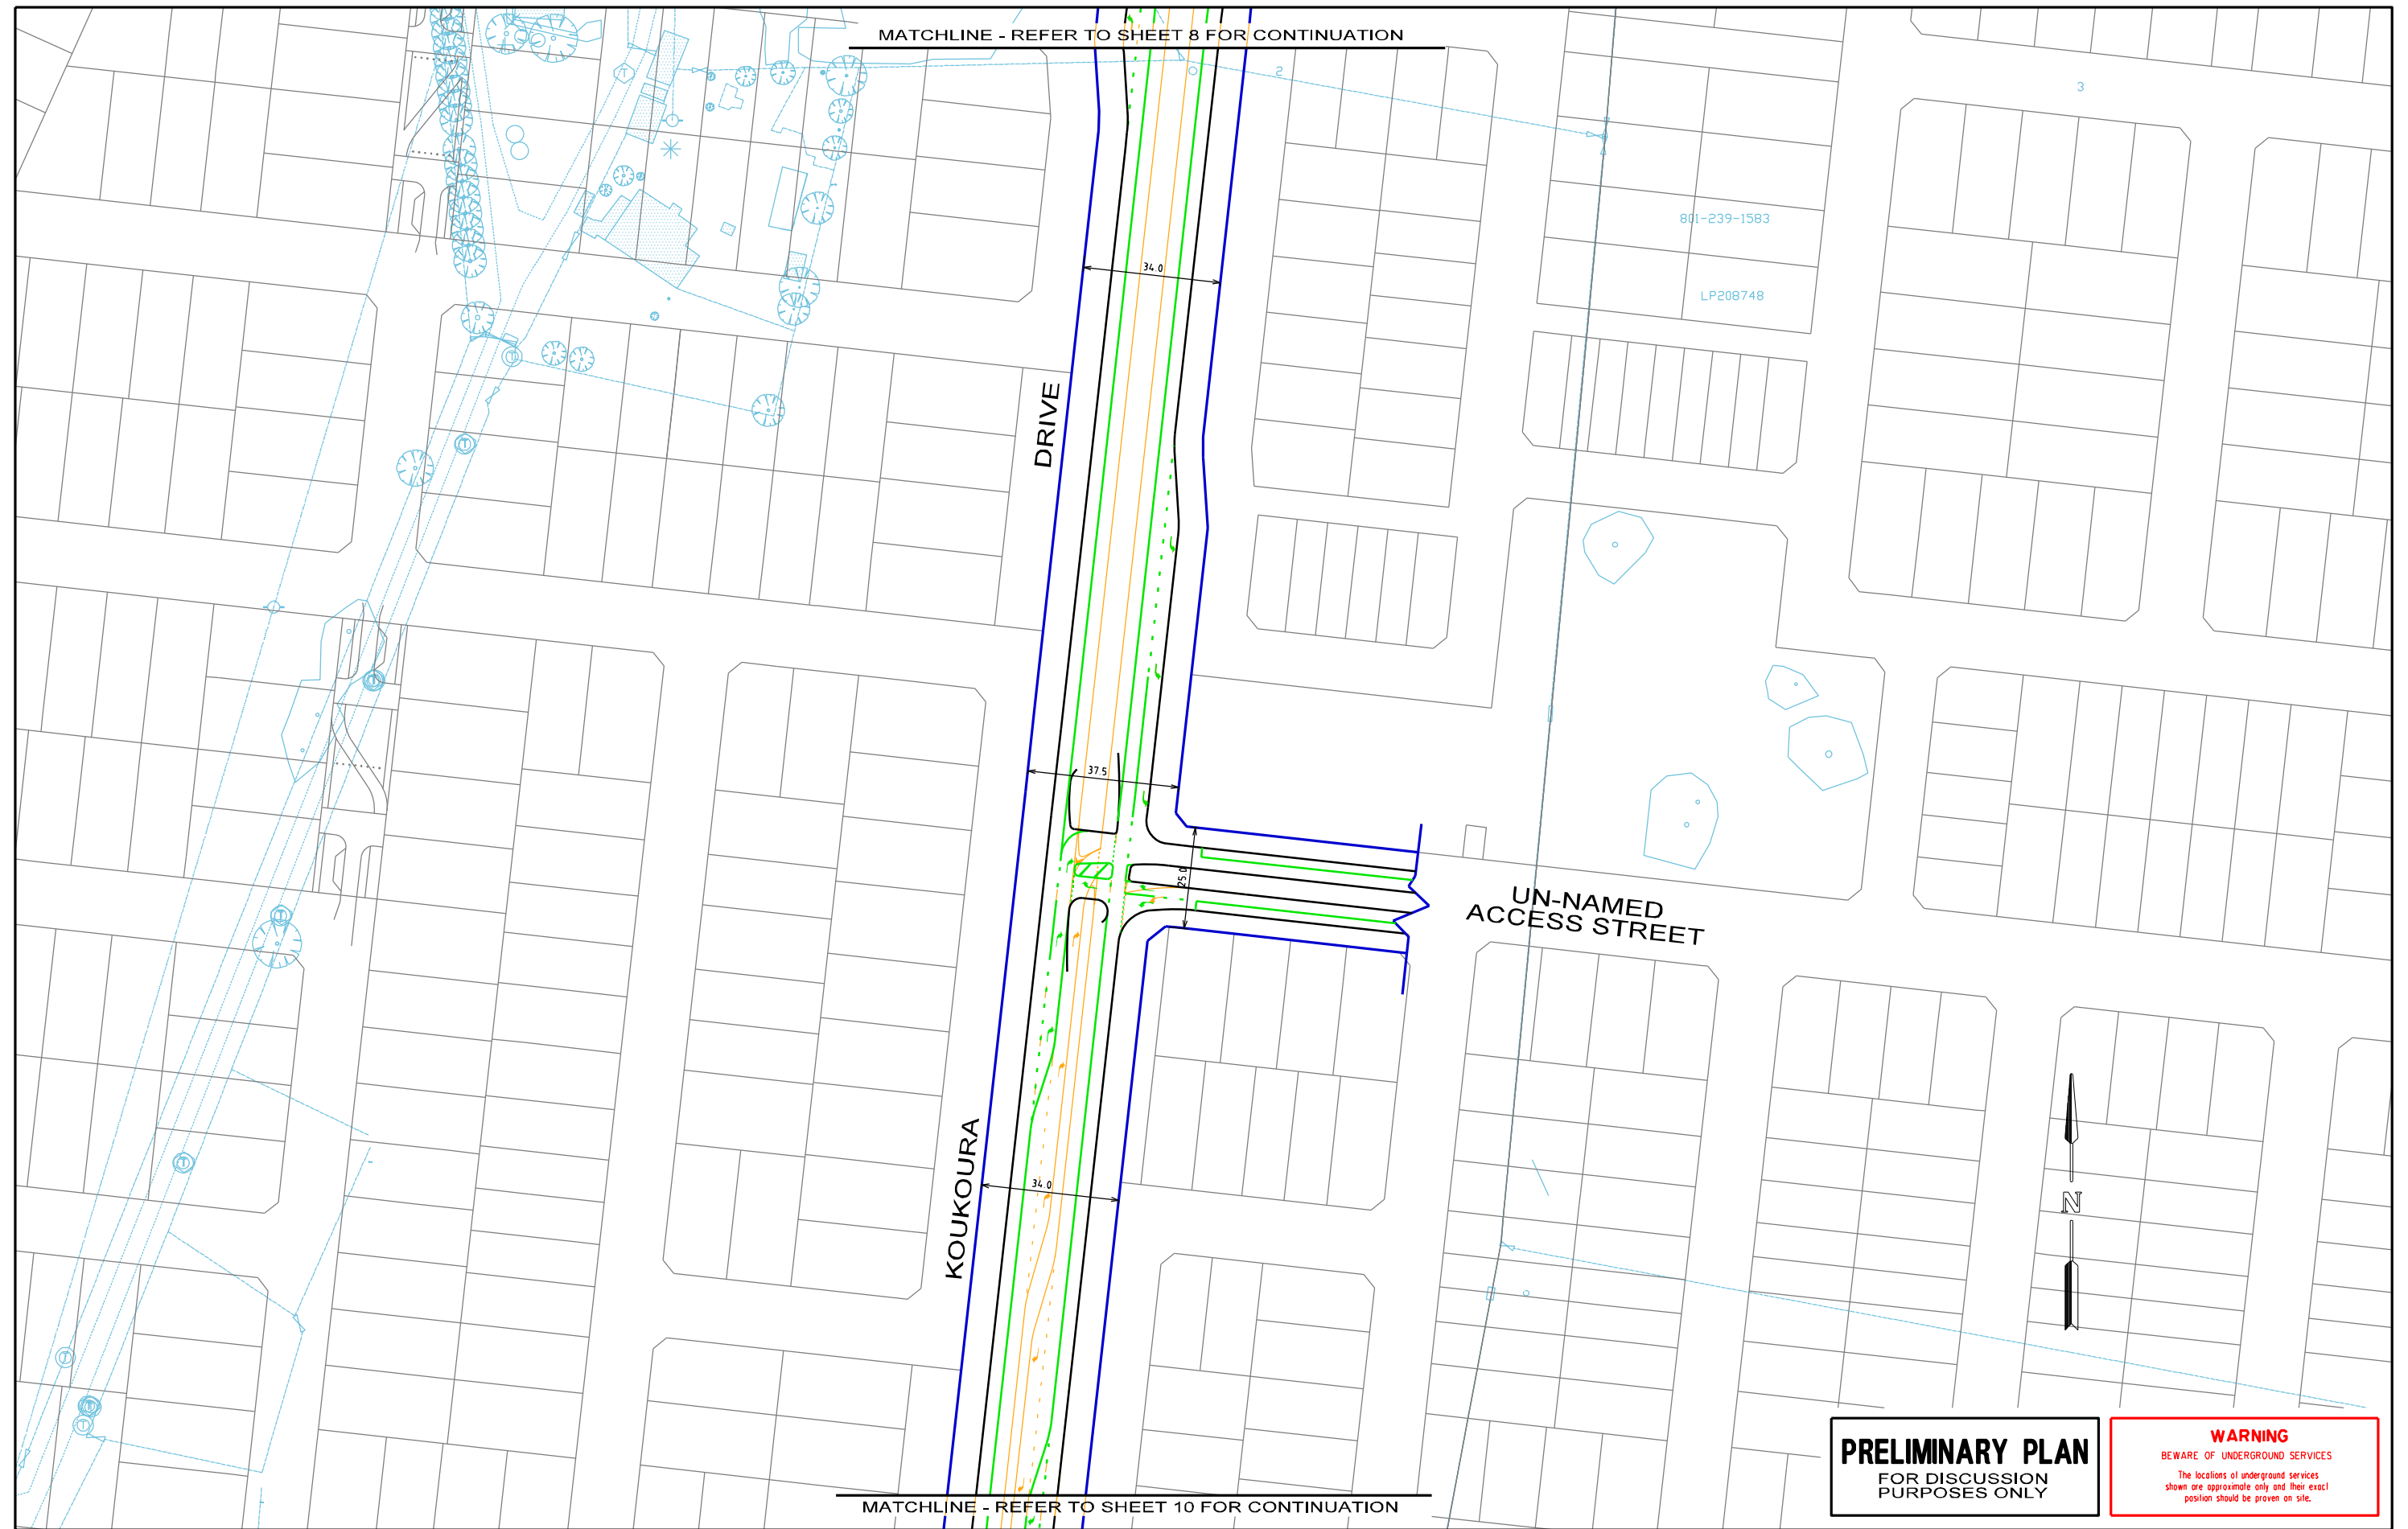 MATCHLINE - REFER TO SHEET 8 FOR CONTINUATION
2
3
801-239-1583
LP208748
34.0
DRIVE
37.5
25.0
UN-NAMED
ACCESS STREET
KOUKOURA
34.0
N
MATCHLINE - REFER TO SHEET 10 FOR CONTINUATION
PRELIMINARY PLAN
FOR DISCUSSION
PURPOSES ONLY
WARNING
BEWARE OF UNDERGROUND SERVICES
The locations of underground services
shown are approximate only and their exact
position should be proven on site.
T
T
T
T
T
T
T
T
T